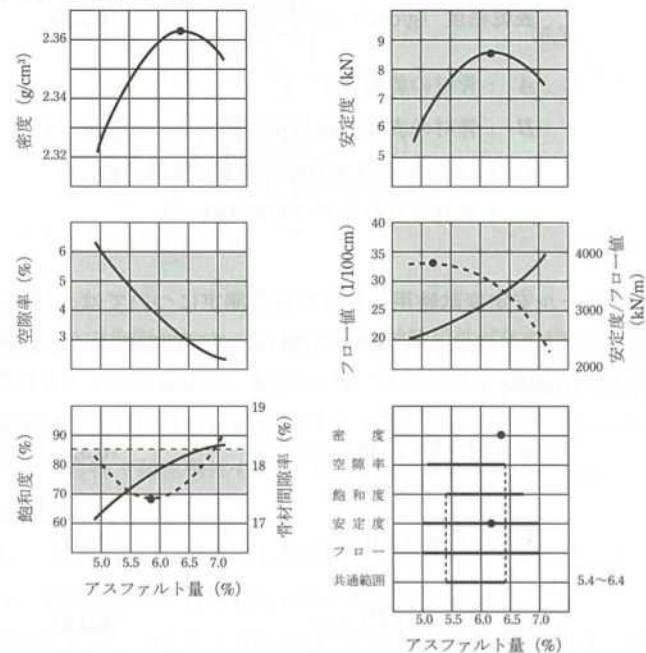 密度 (g/cm³)
2.36
2.34
2.32
安定度 (kN)
9
8
7
6
5
空隙率 (%)
6
5
4
3
フロー値 (1/100cm)
40
35
30
25
20
4000
3000
2000
安定度/フロー値
(kN/m)
飽和度 (%)
90
80
70
60
19
18
17
骨材間隙率 (%)
5.0 5.5 6.0 6.5 7.0
アスファルト量 (%)
密度
空隙率
飽和度
安定度
フロー
共通範囲
5.4～6.4
5.0 5.5 6.0 6.5 7.0
アスファルト量 (%)